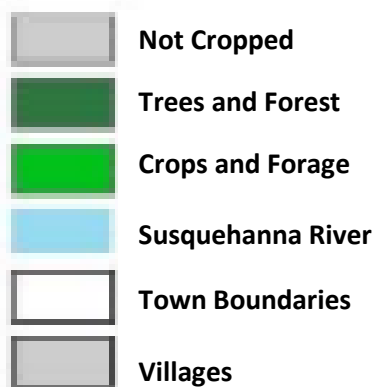 Not Cropped
Trees and Forest
Crops and Forage
Susquehanna River
Town Boundaries
Villages